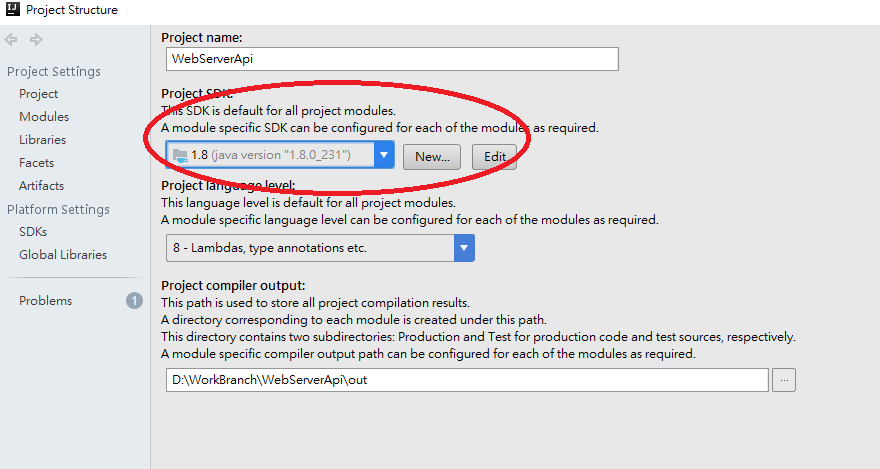 Project Structure
Project name:
WebServerApi
Project Settings
Project
Modules
Libraries
Facets
Artifacts
Platform Settings
SDKs
Global Libraries
Problems
1
Project SDK:
This SDK is default for all project modules.
A module specific SDK can be configured for each of the modules as required.
1.8 (java version "1.8.0_231")
New...
Edit
Project language level:
This language level is default for all project modules.
A module specific language level can be configured for each of the modules as required.
8 - Lambdas, type annotations etc.
Project compiler output:
This path is used to store all project compilation results.
A directory corresponding to each module is created under this path.
This directory contains two subdirectories: Production and Test for production code and test sources, respectively.
A module specific compiler output path can be configured for each of the modules as required.
D:\WorkBranch\WebServerApi\out
...